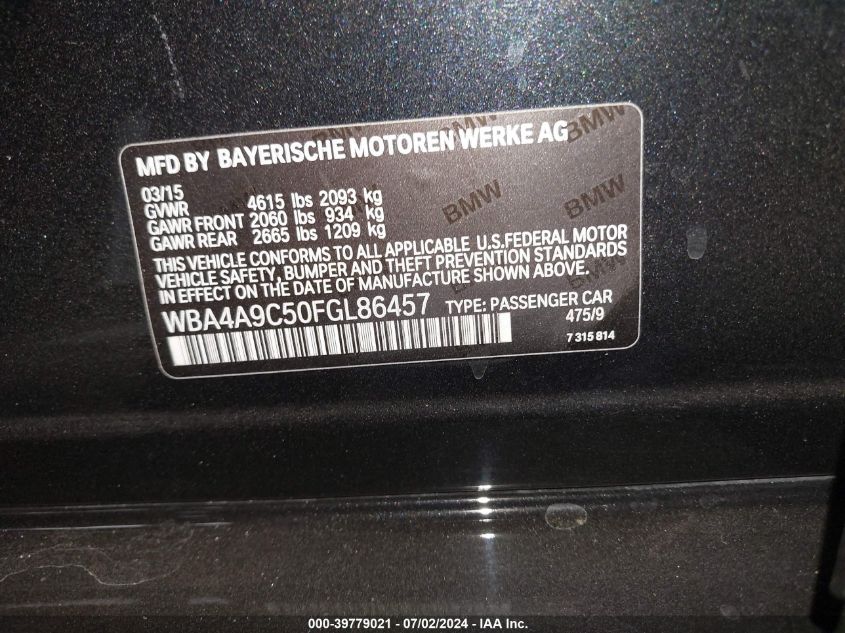 MFD BY BAYERISCHE MOTOREN WERKE AG
03/15
GVWR 4615 lbs 2093 kg
GAWR FRONT 2060 lbs 934 kg
GAWR REAR 2665 lbs 1209 kg
THIS VEHICLE CONFORMS TO ALL APPLICABLE U.S.FEDERAL MOTOR
VEHICLE SAFETY, BUMPER AND THEFT PREVENTION STANDARDS
IN EFFECT ON THE DATE OF MANUFACTURE SHOWN ABOVE.
WBA4A9C50FGL86457 TYPE: PASSENGER CAR
475/9
7 315 814
BMW
BMW
BMW
000-39779021 - 07/02/2024 - IAA, Inc.